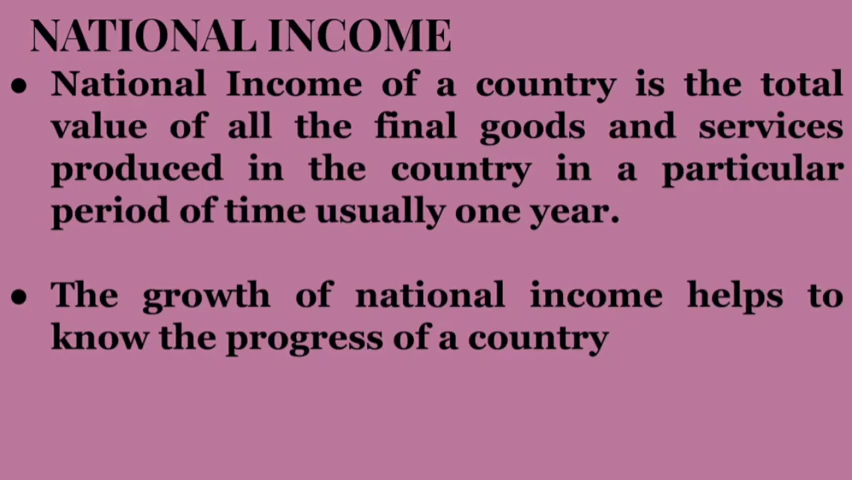 NATIONAL INCOME
● National Income of a country is the total
value of all the final goods and services
produced in the country in a particular
period of time usually one year.
● The growth of national income helps to
know the progress of a country